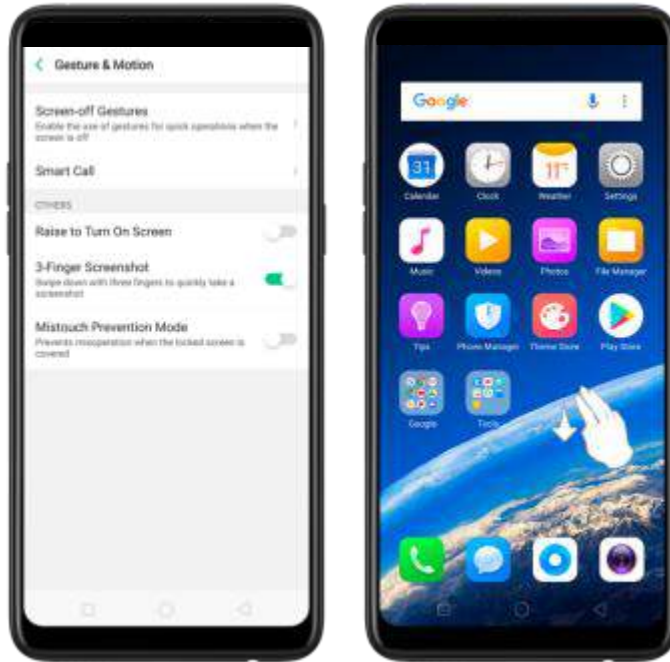 Gesture & Motion
Screen-off Gestures
Enable the use of gestures for quick operations when the
screen is off
Smart Call
OTHERS
Raise to Turn On Screen
3-Finger Screenshot
Swipe down with three fingers to quickly take a
screenshot
Mistouch Prevention Mode
Prevents misoperation when the locked screen is
covered
Google
31
11°
Calendar
Clock
Weather
Settings
Music
Videos
Photos
File Manager
Tips
Phone Manager
Theme Store
Play Store
Google
Tools